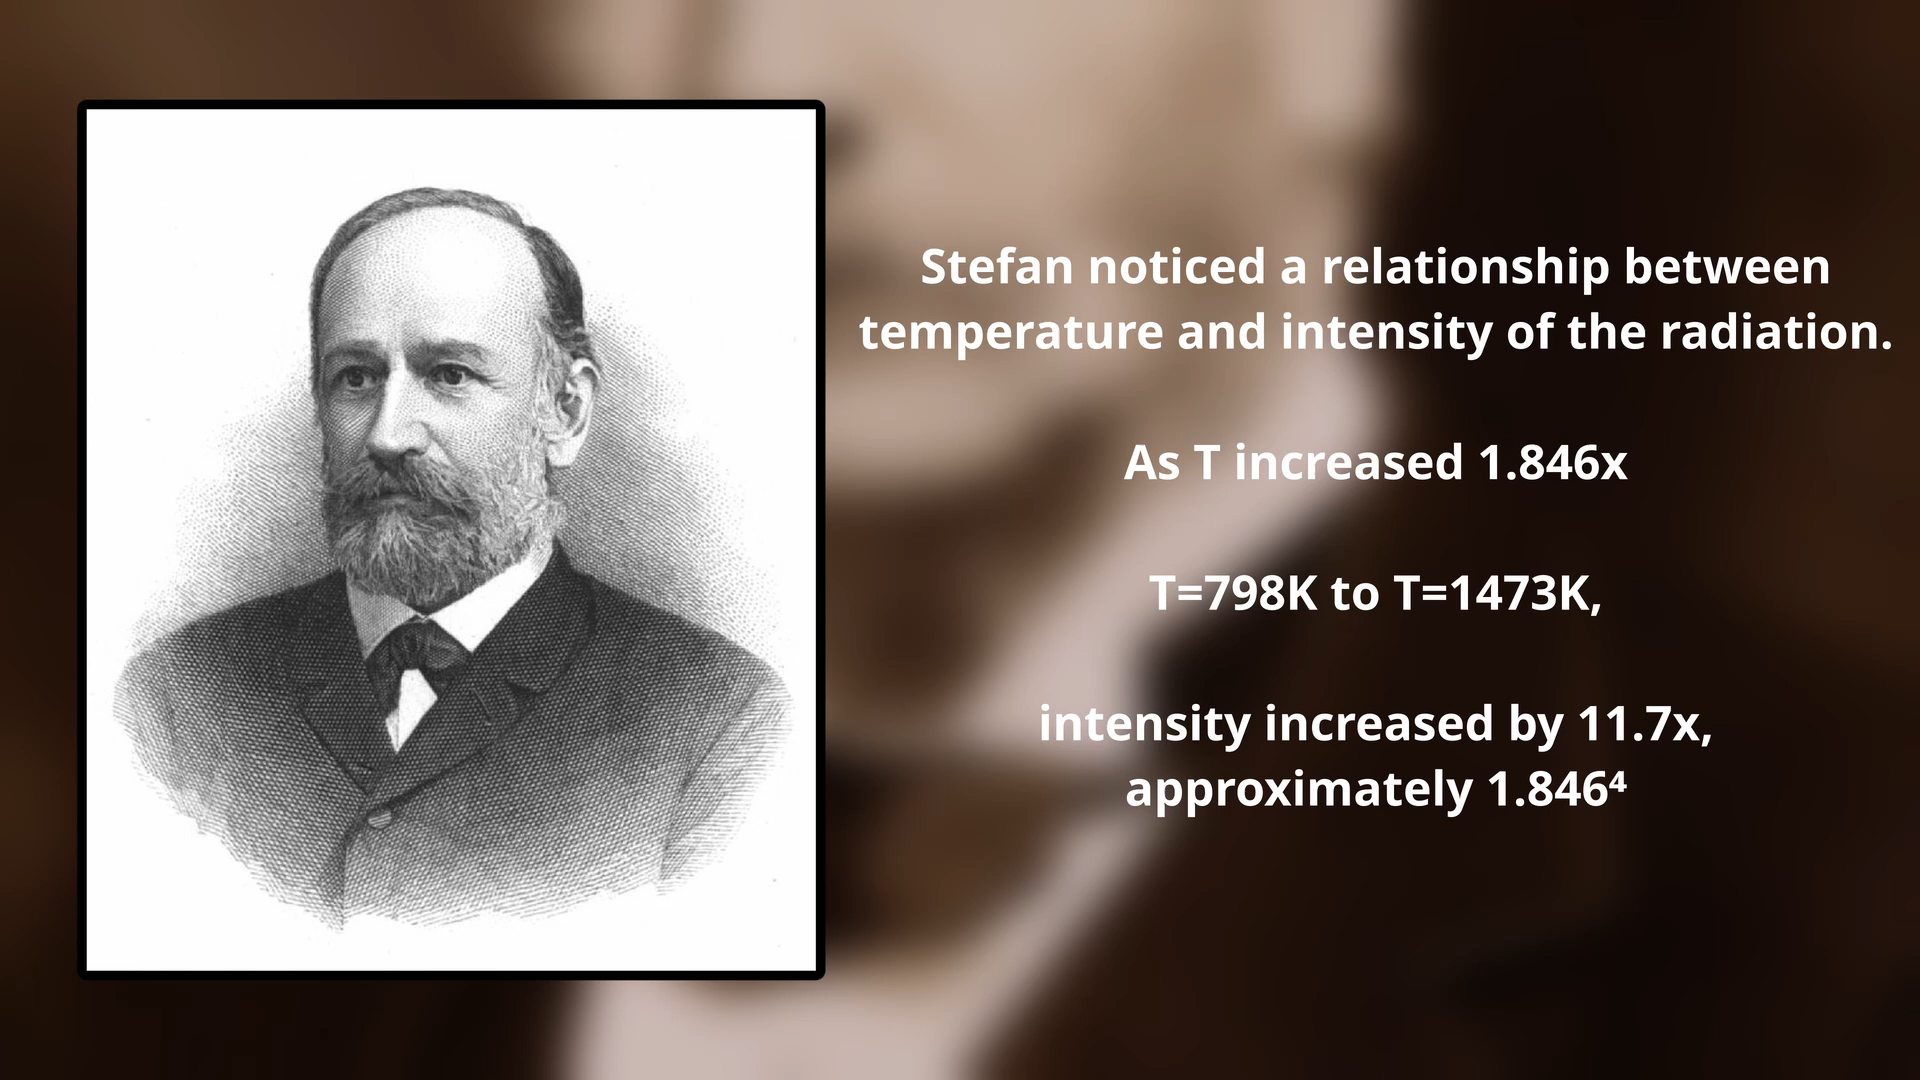 Stefan noticed a relationship between
temperature and intensity of the radiation.
As T increased 1.846x
T=798K to T=1473K,
intensity increased by 11.7x,
approximately 1.846⁴